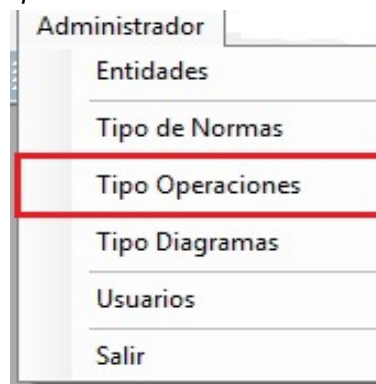 Administrador
Entidades
Tipo de Normas
Tipo Operaciones
Tipo Diagramas
Usuarios
Salir